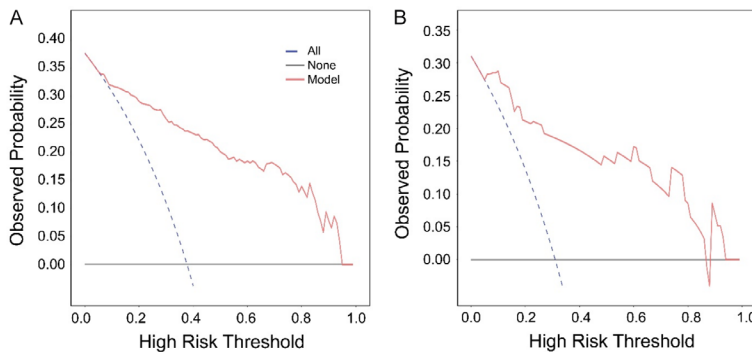 A
0.40
0.35
0.30
0.25
0.20
0.15
0.10
0.05
0.00
Observed Probability
All
None
Model
0.0 0.2 0.4 0.6 0.8 1.0
High Risk Threshold
B
0.35
0.30
0.25
0.20
0.15
0.10
0.05
0.00
Observed Probability
0.0 0.2 0.4 0.6 0.8 1.0
High Risk Threshold